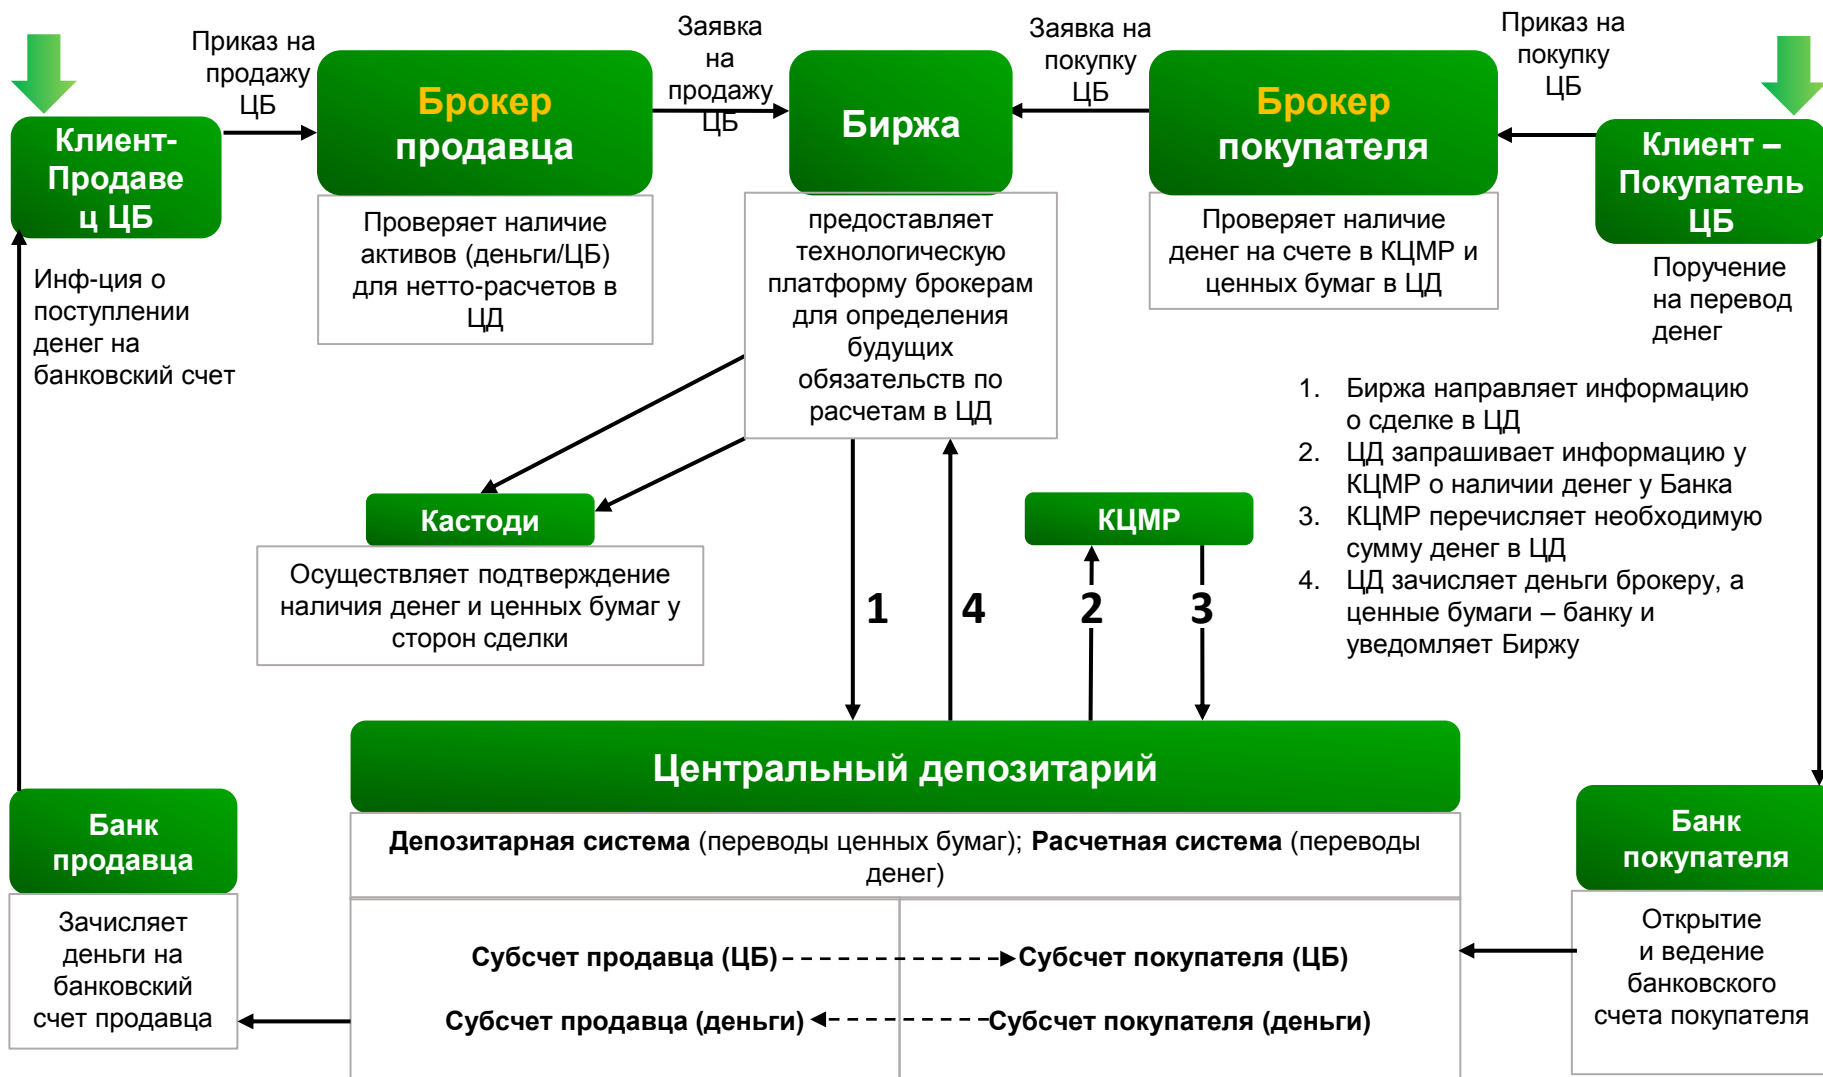 Приказ на
продажу
ЦБ
Заявка
на
продажу
ЦБ
Заявка на
покупку
ЦБ
Приказ на
покупку
ЦБ
Клиент-
Продаве
ц ЦБ
Брокер
продавца
Биржа
Брокер
покупателя
Клиент –
Покупатель
ЦБ
Проверяет наличие
активов (деньги/ЦБ)
для нетто-расчетов в
ЦД
предоставляет
технологическую
платформу брокерам
для определения
будущих
обязательств по
расчетам в ЦД
Проверяет наличие
денег на счете в КЦМР и
ценных бумаг в ЦД
Инф-ция о
поступлении
денег на
банковский счет
Поручение
на перевод
денег
1. Биржа направляет информацию
о сделке в ЦД
2. ЦД запрашивает информацию у
КЦМР о наличии денег у Банка
3. КЦМР перечисляет необходимую
сумму денег в ЦД
4. ЦД зачисляет деньги брокеру, а
ценные бумаги – банку и
уведомляет Биржу
Кастоди
Осуществляет подтверждение
наличия денег и ценных бумаг у
сторон сделки
КЦМР
1
4
2
3
Центральный депозитарий
Депозитарная система (переводы ценных бумаг); Расчетная система (переводы
денег)
Субсчет продавца (ЦБ)
Субсчет покупателя (ЦБ)
Субсчет продавца (деньги)
Субсчет покупателя (деньги)
Банк
продавца
Зачисляет
деньги на
банковский
счет продавца
Банк
покупателя
Открытие
и ведение
банковского
счета покупателя